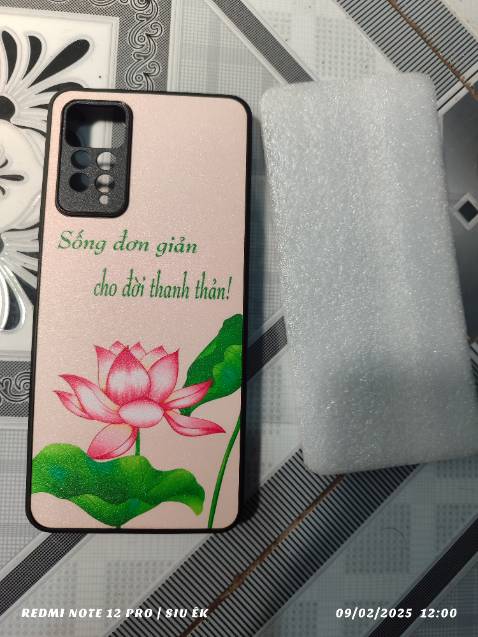 Sống đơn giản
cho đời thanh thản!
REDMI NOTE 12 PRO | SIU ÉK
09/02/2025 12:00